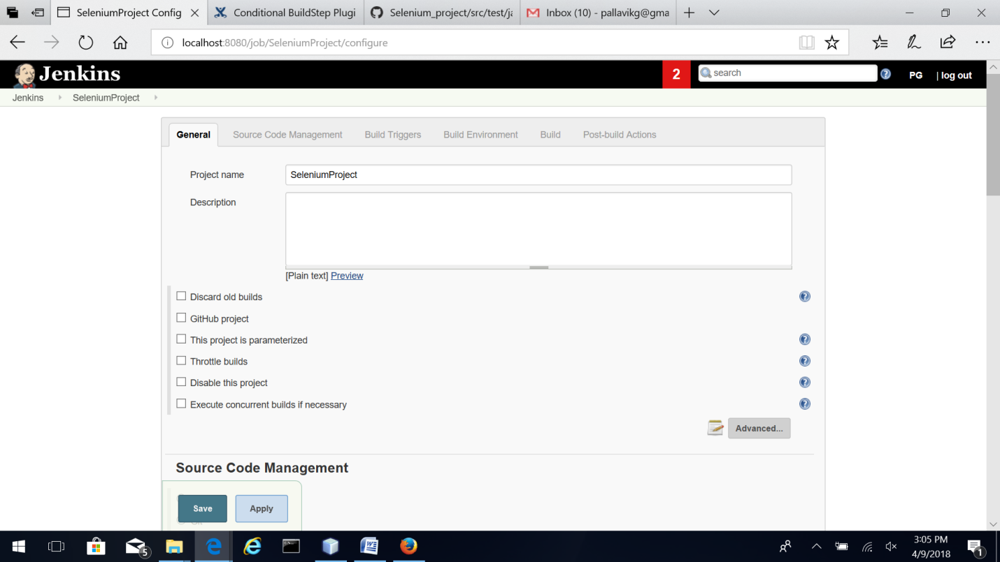 SeleniumProject Config
Conditional BuildStep Plugi
Selenium_project/src/test/ja
Inbox (10) - pallavikg@gma
localhost:8080/job/SeleniumProject/configure
Jenkins
2
search
PG
| log out
Jenkins
SeleniumProject
General
Source Code Management
Build Triggers
Build Environment
Build
Post-build Actions
Project name
SeleniumProject
Description
[Plain text] Preview
Discard old builds
GitHub project
This project is parameterized
Throttle builds
Disable this project
Execute concurrent builds if necessary
Advanced...
Source Code Management
Save
Apply
5
3:05 PM
4/9/2018
1